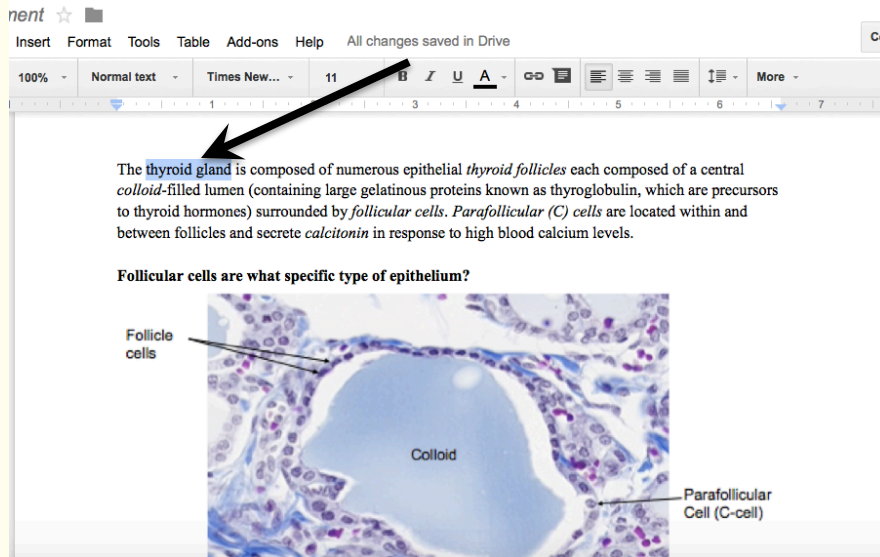 Insert Format Tools Table Add-ons Help All changes saved in Drive
100% Normal text Times New... 11 B I U A More
1 3 4 5 6 7
The thyroid gland is composed of numerous epithelial thyroid follicles each composed of a central
colloid-filled lumen (containing large gelatinous proteins known as thyroglobulin, which are precursors
to thyroid hormones) surrounded by follicular cells. Parafollicular (C) cells are located within and
between follicles and secrete calcitonin in response to high blood calcium levels.
Follicular cells are what specific type of epithelium?
Follicle
cells
Colloid
Parafollicular
Cell (C-cell)